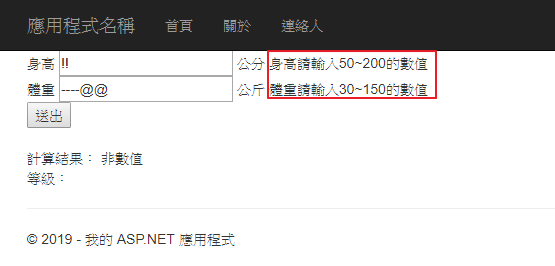 應用程式名稱 首頁 關於 連絡人
身高 !! 公分 身高請輸入50~200的數值
體重 ----@@ 公斤 體重請輸入30~150的數值
送出
計算結果： 非數值
等級：
© 2019 - 我的 ASP.NET 應用程式